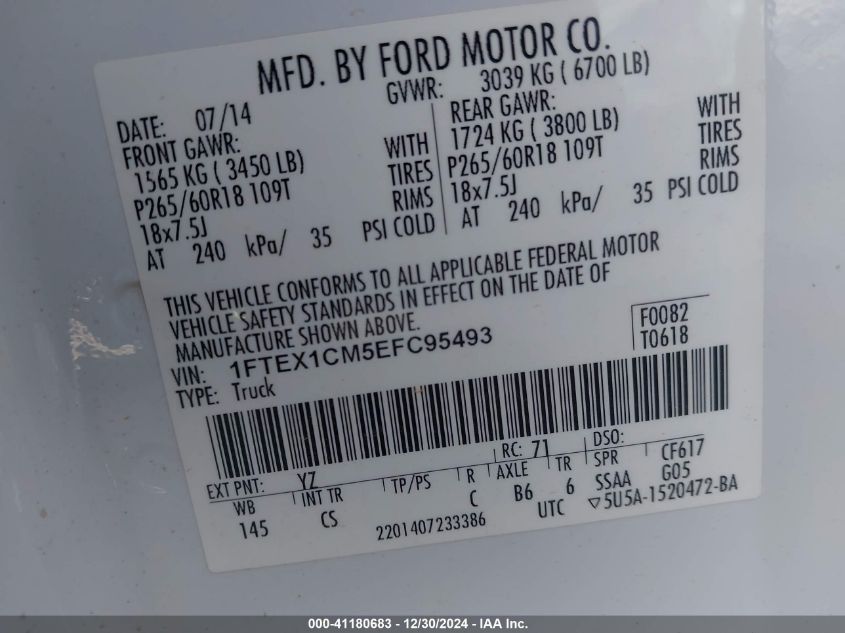 MFD. BY FORD MOTOR CO.
DATE: 07/14
GVWR: 3039 KG ( 6700 LB)
FRONT GAWR:
1565 KG ( 3450 LB) WITH
P265/60R18 109T TIRES
18x7.5J RIMS
AT 240 kPa/ 35 PSI COLD
REAR GAWR:
1724 KG ( 3800 LB) WITH
P265/60R18 109T TIRES
18x7.5J RIMS
AT 240 kPa/ 35 PSI COLD
THIS VEHICLE CONFORMS TO ALL APPLICABLE FEDERAL MOTOR
VEHICLE SAFETY STANDARDS IN EFFECT ON THE DATE OF
MANUFACTURE SHOWN ABOVE.
VIN: 1FTEX1CM5EFC95493
TYPE: Truck
F0082
T0618
EXT PNT: YZ RC: 71 DSO:
WB INT TR TP/PS R AXLE TR SPR CF617
145 CS C B6 6 SSAA G05
2201407233386 UTC ▽5U5A-1520472-BA
000-41180683 - 12/30/2024 - IAA Inc.